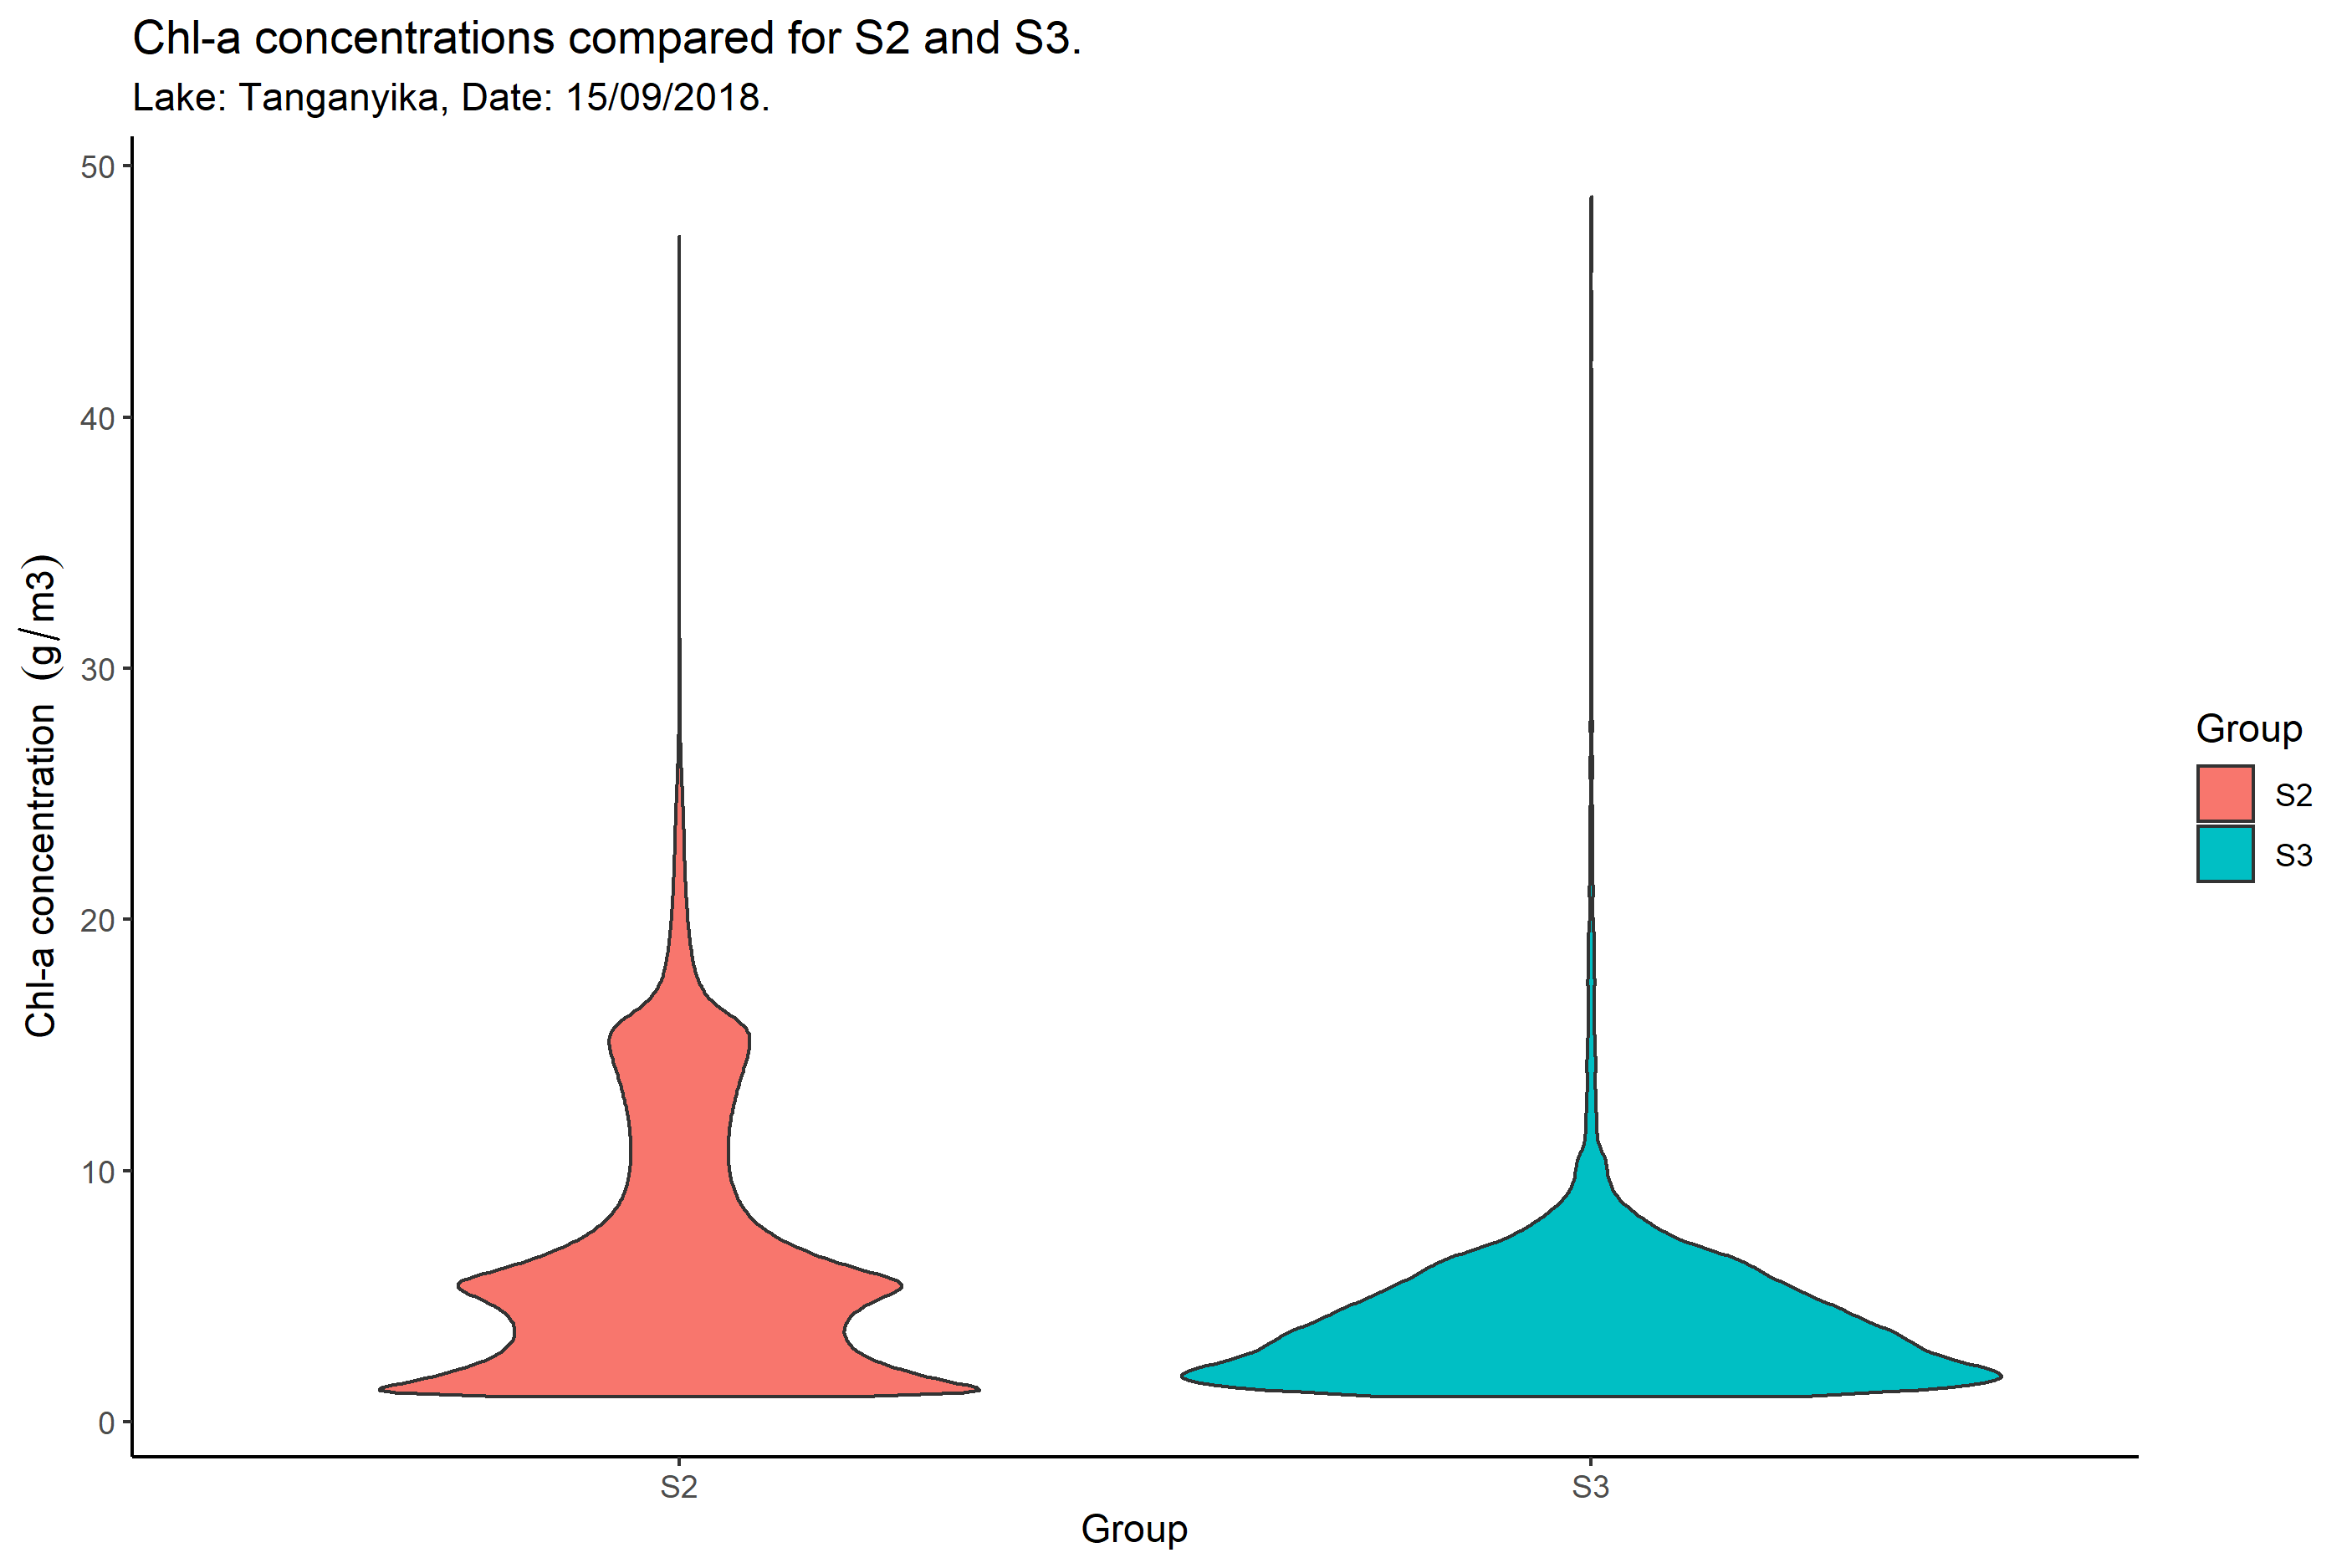 Chl-a concentrations compared for S2 and S3.
Lake: Tanganyika, Date: 15/09/2018.
Chl-a concentration (g/m3)
50
40
30
20
10
0
S2
S3
Group
Group
S2
S3